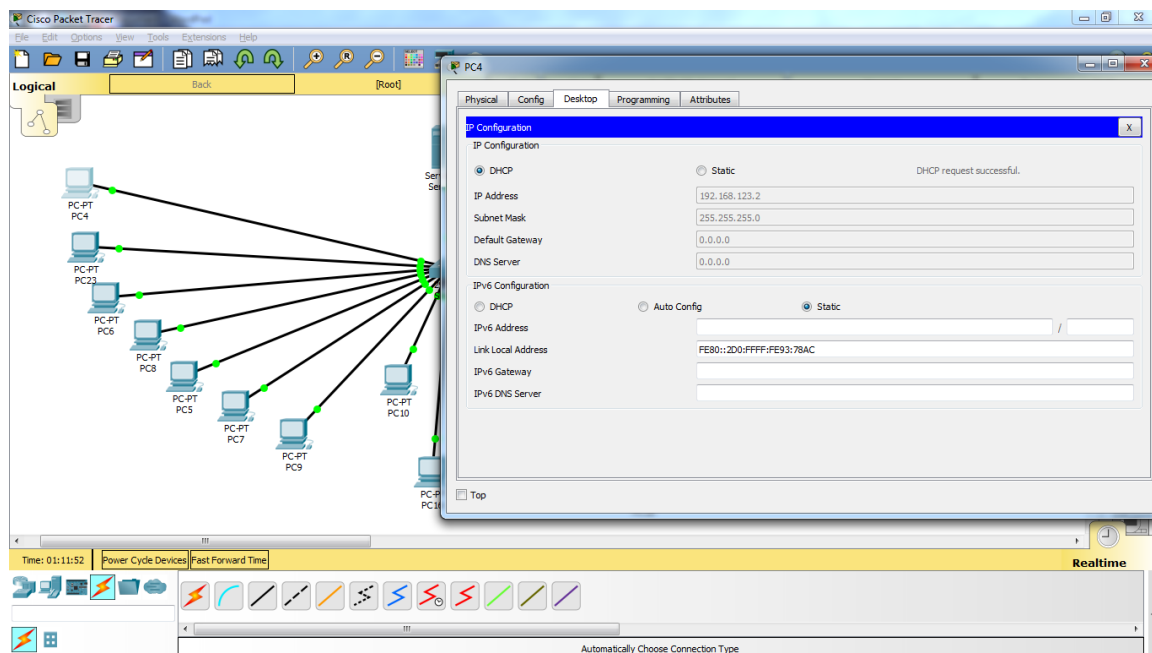 Cisco Packet Tracer
File Edit Options View Tools Extensions Help
Logical
Back
[Root]
PC-PT
PC4
PC-PT
PC23
PC-PT
PC6
PC-PT
PC8
PC-PT
PC5
PC-PT
PC7
PC-PT
PC9
PC-PT
PC10
PC4
Physical Config Desktop Programming Attributes
IP Configuration X
IP Configuration
DHCP Static DHCP request successful.
IP Address 192.168.123.2
Subnet Mask 255.255.255.0
Default Gateway 0.0.0.0
DNS Server 0.0.0.0
IPv6 Configuration
DHCP Auto Config Static
IPv6 Address /
Link Local Address FE80::2D0:FFFF:FE93:78AC
IPv6 Gateway
IPv6 DNS Server
Top
Time: 01:11:52 Power Cycle Devices Fast Forward Time
Realtime
Automatically Choose Connection Type